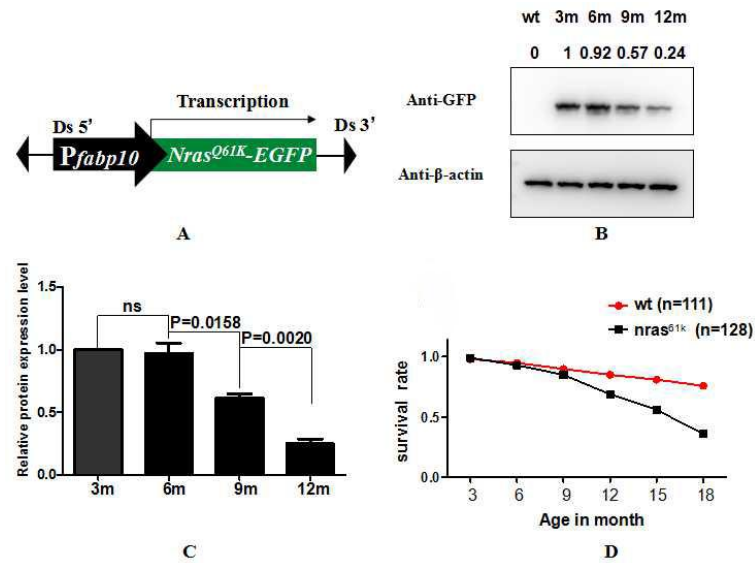 Transcription
Ds 5’
Ds 3’
Pfabp10
NrasQ61K-EGFP
A
wt 3m 6m 9m 12m
0 1 0.92 0.57 0.24
Anti-GFP
Anti-β-actin
B
Relative protein expression level
1.5
1.0
0.5
0.0
ns
P=0.0158
P=0.0020
3m 6m 9m 12m
C
wt (n=111)
nras61k (n=128)
survival rate
1.0
0.5
0.0
3 6 9 12 15 18
Age in month
D